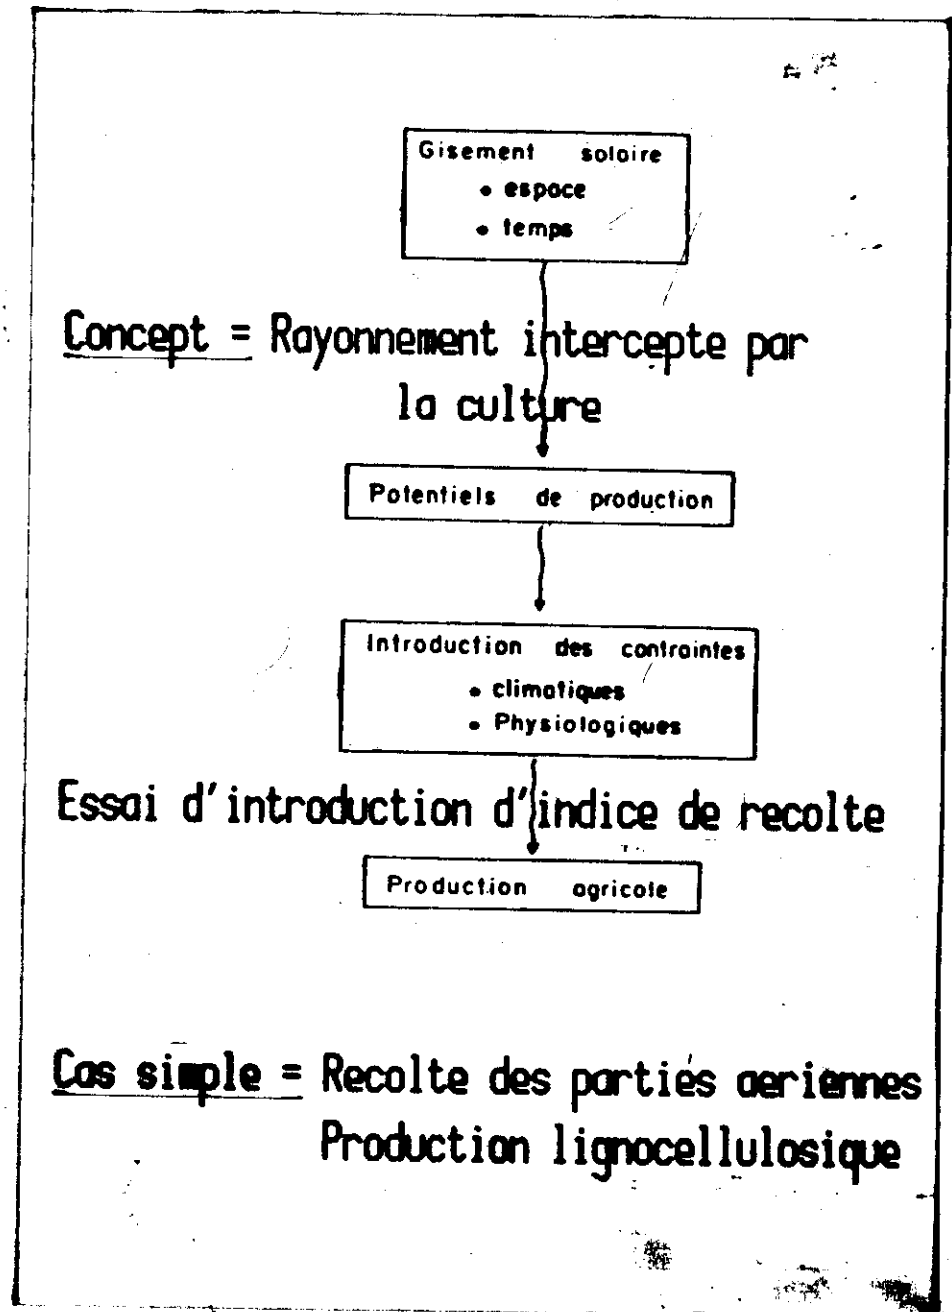 Gisement solaire
• espace
• temps
Concept = Rayonnement intercepte par
la culture
Potentiels de production
Introduction des contraintes
• climatiques
• Physiologiques
Essai d'introduction d'indice de recolte
Production agricole
Cas simple = Recolte des parties aeriennes
Production lignocellulosique